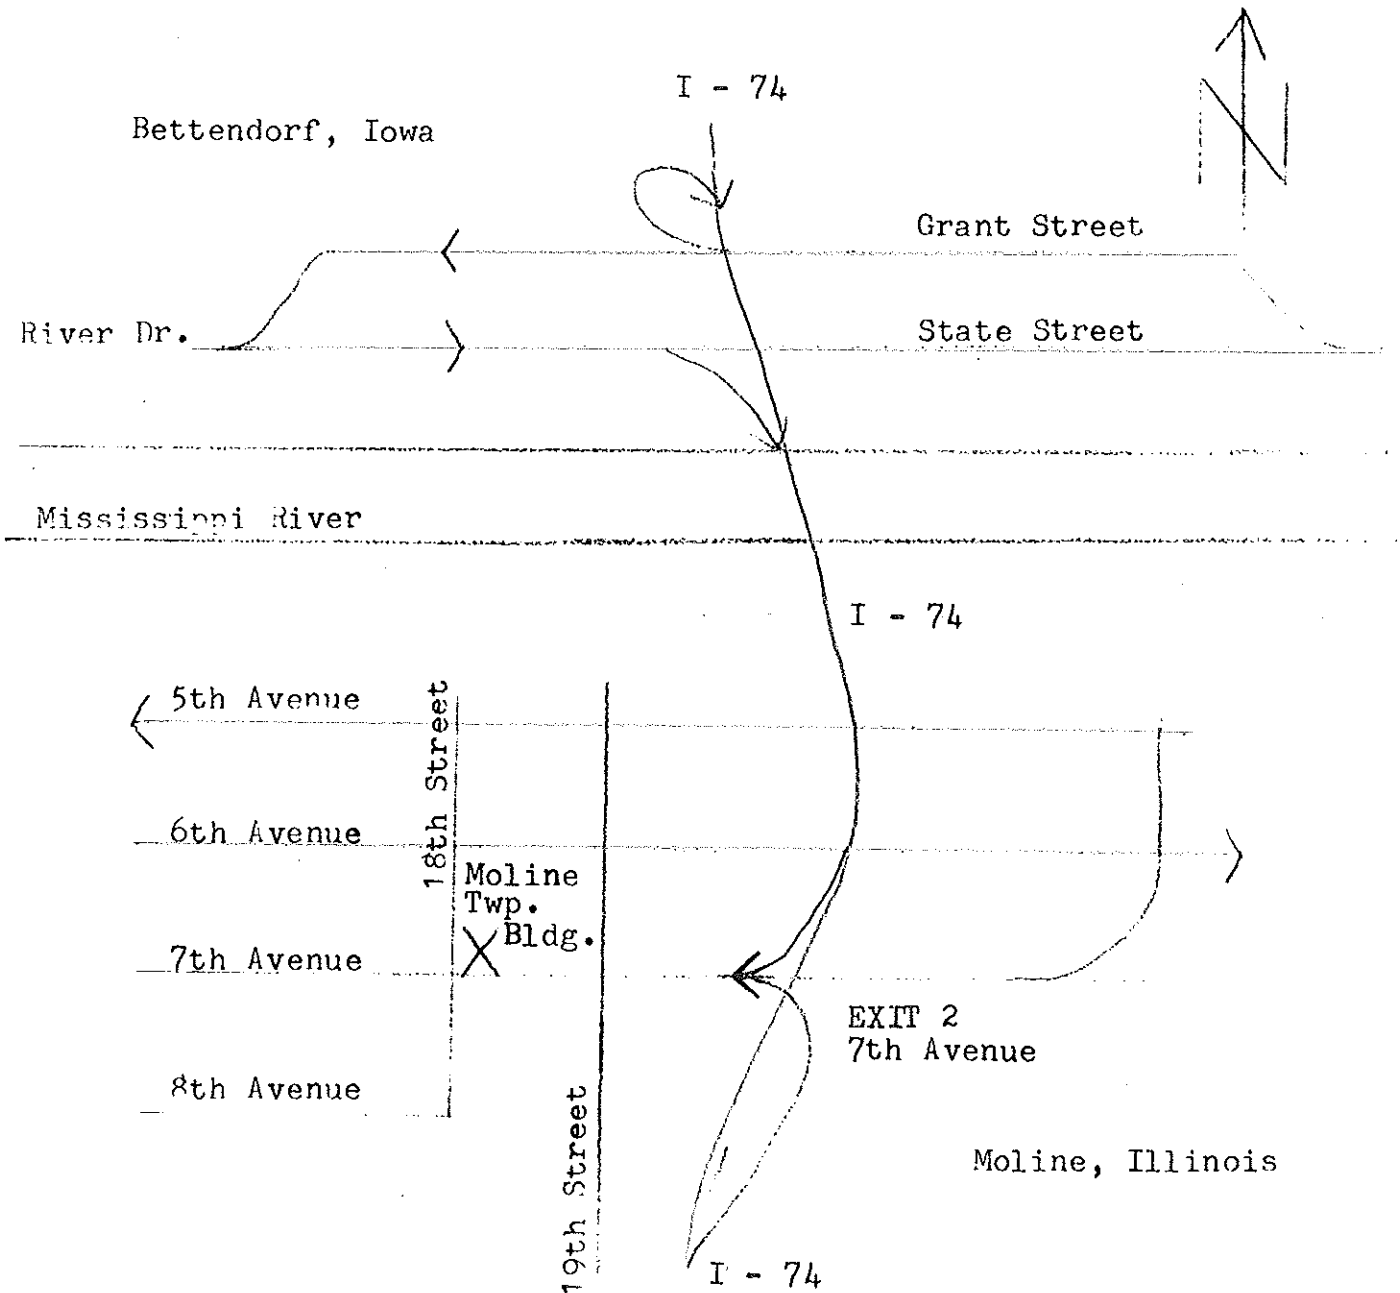 I - 74
Bettendorf, Iowa
N
Grant Street
River Dr.
State Street
Mississippi River
I - 74
5th Avenue
18th Street
6th Avenue
Moline
Twp.
Bldg.
7th Avenue
EXIT 2
7th Avenue
8th Avenue
19th Street
Moline, Illinois
I - 74